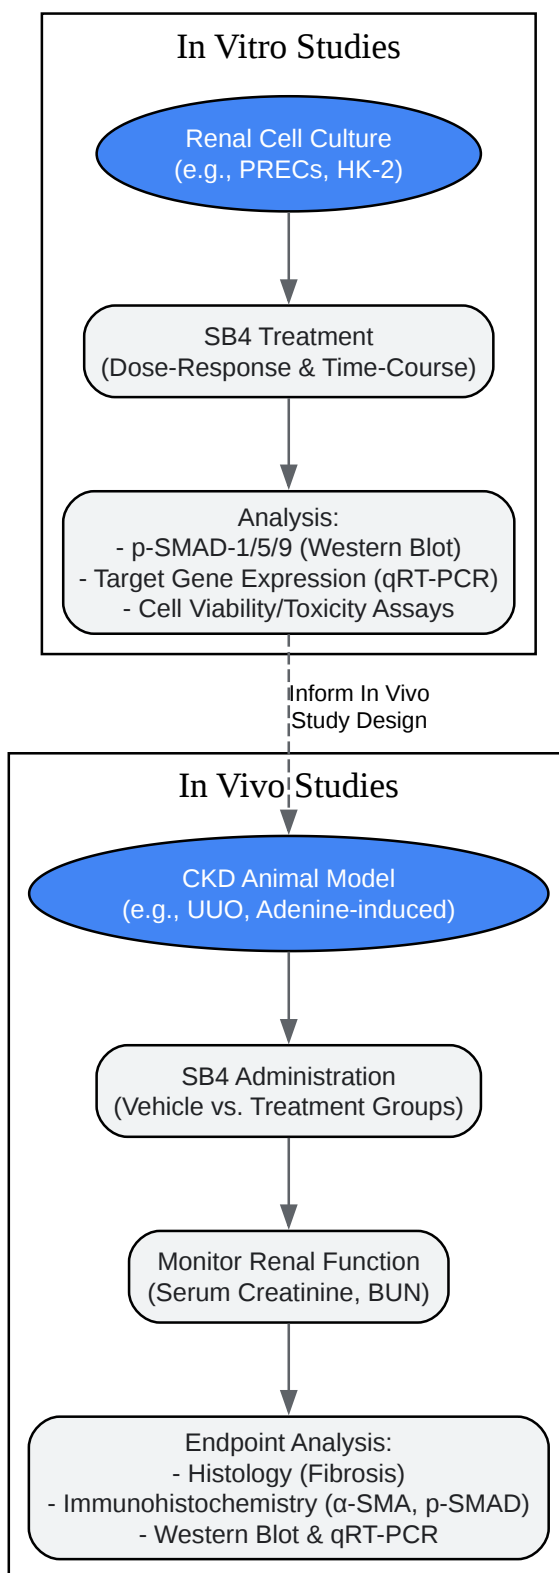 In Vitro Studies
Renal Cell Culture
(e.g., PRECs, HK-2)
SB4 Treatment
(Dose-Response & Time-Course)
Analysis:
- p-SMAD-1/5/9 (Western Blot)
- Target Gene Expression (qRT-PCR)
- Cell Viability/Toxicity Assays
Inform In Vivo
Study Design
In Vivo Studies
CKD Animal Model
(e.g., UUO, Adenine-induced)
SB4 Administration
(Vehicle vs. Treatment Groups)
Monitor Renal Function
(Serum Creatinine, BUN)
Endpoint Analysis:
- Histology (Fibrosis)
- Immunohistochemistry (α-SMA, p-SMAD)
- Western Blot & qRT-PCR